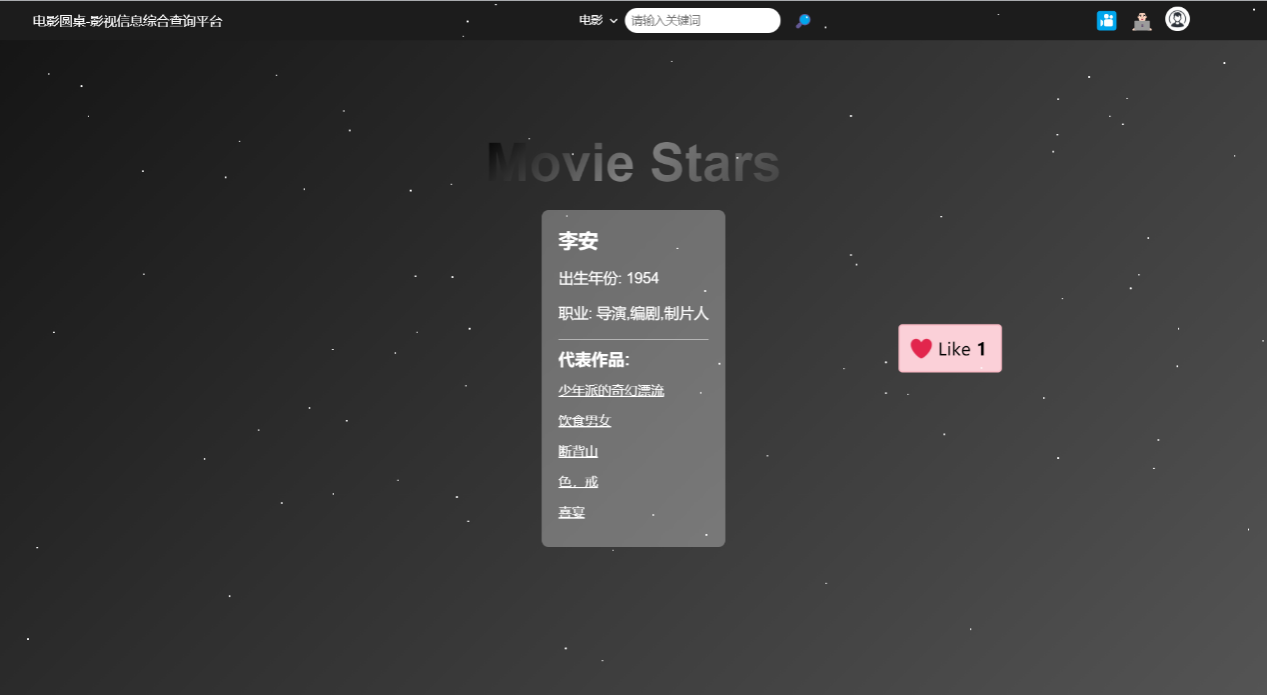 电影圆桌-影视信息综合查询平台
电影
请输入关键词
Movie Stars
李安
出生年份: 1954
职业: 导演,编剧,制片人
代表作品:
少年派的奇幻漂流
饮食男女
断背山
色，戒
喜宴
Like 1